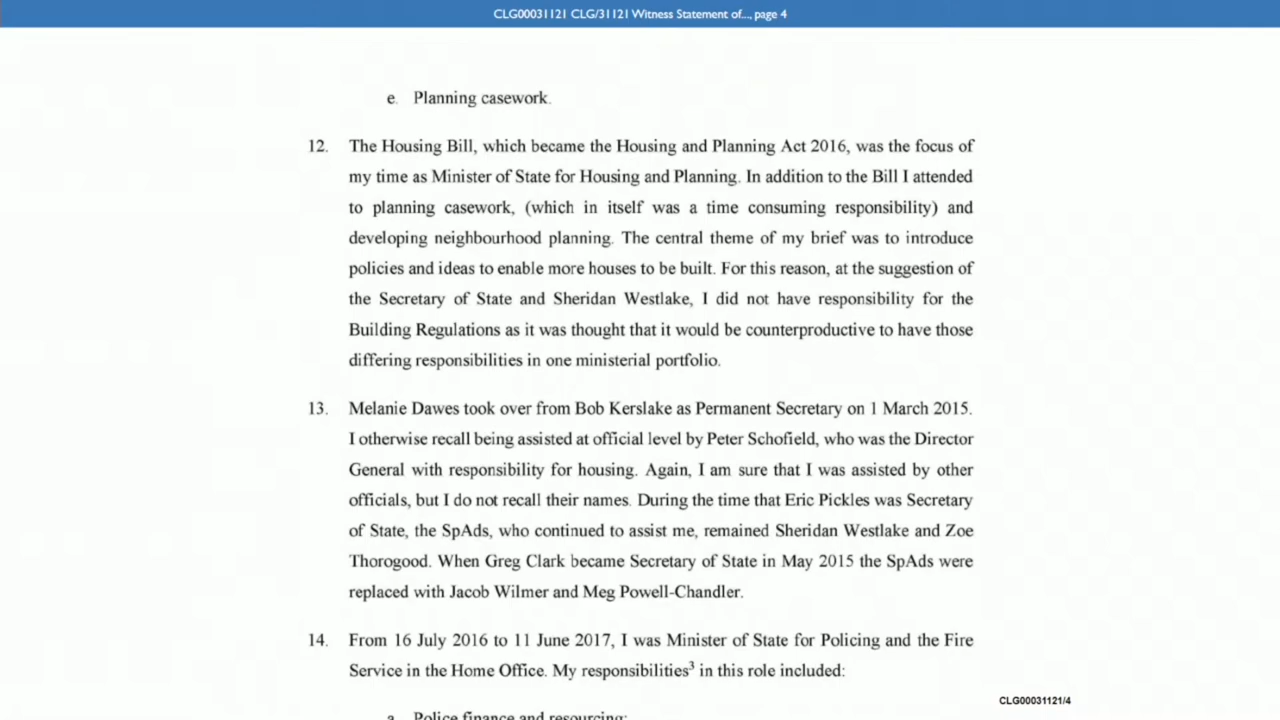 CLG00031121 CLG/31121 Witness Statement of..., page 4
e. Planning casework.
12. The Housing Bill, which became the Housing and Planning Act 2016, was the focus of
my time as Minister of State for Housing and Planning. In addition to the Bill I attended
to planning casework, (which in itself was a time consuming responsibility) and
developing neighbourhood planning. The central theme of my brief was to introduce
policies and ideas to enable more houses to be built. For this reason, at the suggestion of
the Secretary of State and Sheridan Westlake, I did not have responsibility for the
Building Regulations as it was thought that it would be counterproductive to have those
differing responsibilities in one ministerial portfolio.
13. Melanie Dawes took over from Bob Kerslake as Permanent Secretary on 1 March 2015.
I otherwise recall being assisted at official level by Peter Schofield, who was the Director
General with responsibility for housing. Again, I am sure that I was assisted by other
officials, but I do not recall their names. During the time that Eric Pickles was Secretary
of State, the SpAds, who continued to assist me, remained Sheridan Westlake and Zoe
Thorogood. When Greg Clark became Secretary of State in May 2015 the SpAds were
replaced with Jacob Wilmer and Meg Powell-Chandler.
14. From 16 July 2016 to 11 June 2017, I was Minister of State for Policing and the Fire
Service in the Home Office. My responsibilities³ in this role included:
CLG00031121/4
a. Police finance and resourcing;